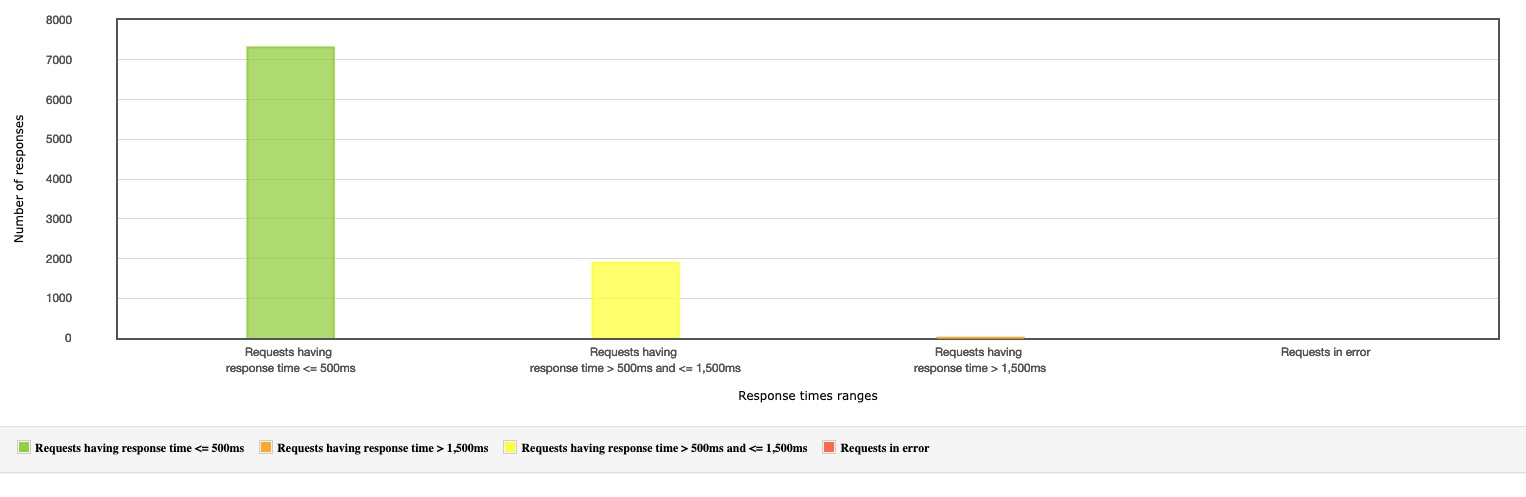 8000
7000
6000
5000
4000
3000
2000
1000
0
Number of responses
Requests having
response time <= 500ms
Requests having
response time > 500ms and <= 1,500ms
Requests having
response time > 1,500ms
Requests in error
Response times ranges
Requests having response time <= 500ms
Requests having response time > 1,500ms
Requests having response time > 500ms and <= 1,500ms
Requests in error